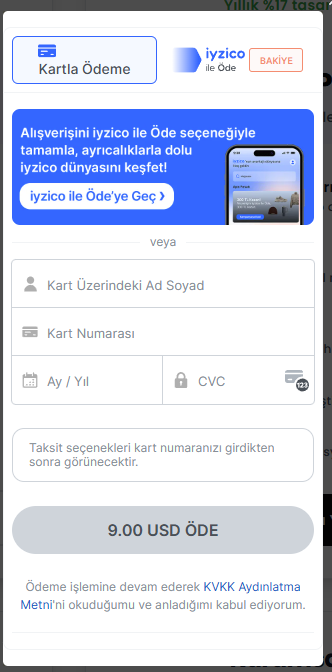 Yıllık %17 tasar
Kartla Ödeme
iyzico
ile Öde
BAKİYE
Alışverişini iyzico ile Öde seçeneğiyle
tamamla, ayrıcalıklarla dolu
iyzico dünyasını keşfet!
iyzico ile Öde'ye Geç ›
veya
Kart Üzerindeki Ad Soyad
Kart Numarası
Ay / Yıl
CVC
123
Taksit seçenekleri kart numaranızı girdikten
sonra görünecektir.
9.00 USD ÖDE
Ödeme işlemine devam ederek KVKK Aydınlatma
Metni'ni okuduğumu ve anladığımı kabul ediyorum.